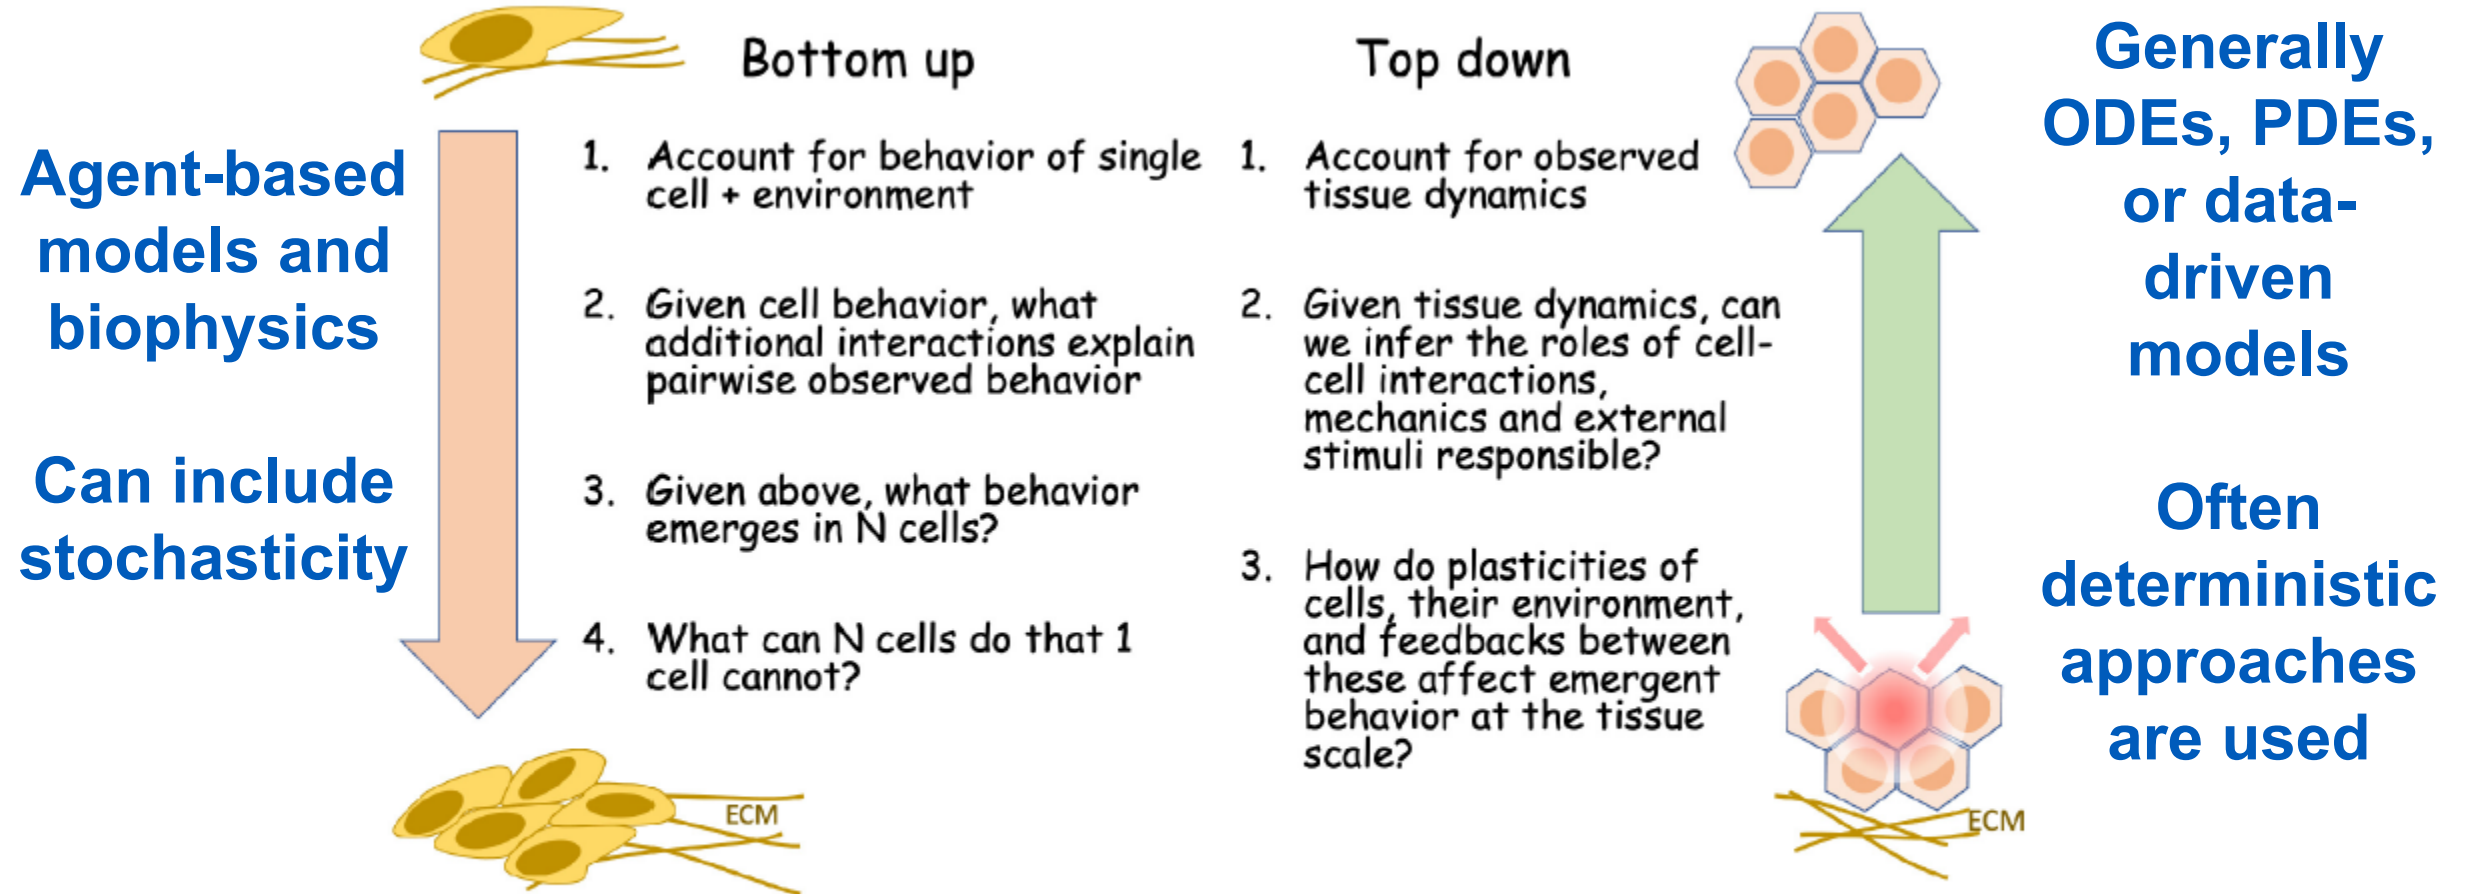 Agent-based
models and
biophysics
Can include
stochasticity
Bottom up
1. Account for behavior of single
cell + environment
2. Given cell behavior, what
additional interactions explain
pairwise observed behavior
3. Given above, what behavior
emerges in N cells?
4. What can N cells do that 1
cell cannot?
ECM
Top down
1. Account for observed
tissue dynamics
2. Given tissue dynamics, can
we infer the roles of cell-
cell interactions,
mechanics and external
stimuli responsible?
3. How do plasticities of
cells, their environment,
and feedbacks between
these affect emergent
behavior at the tissue
scale?
ECM
Generally
ODEs, PDEs,
or data-
driven
models
Often
deterministic
approaches
are used